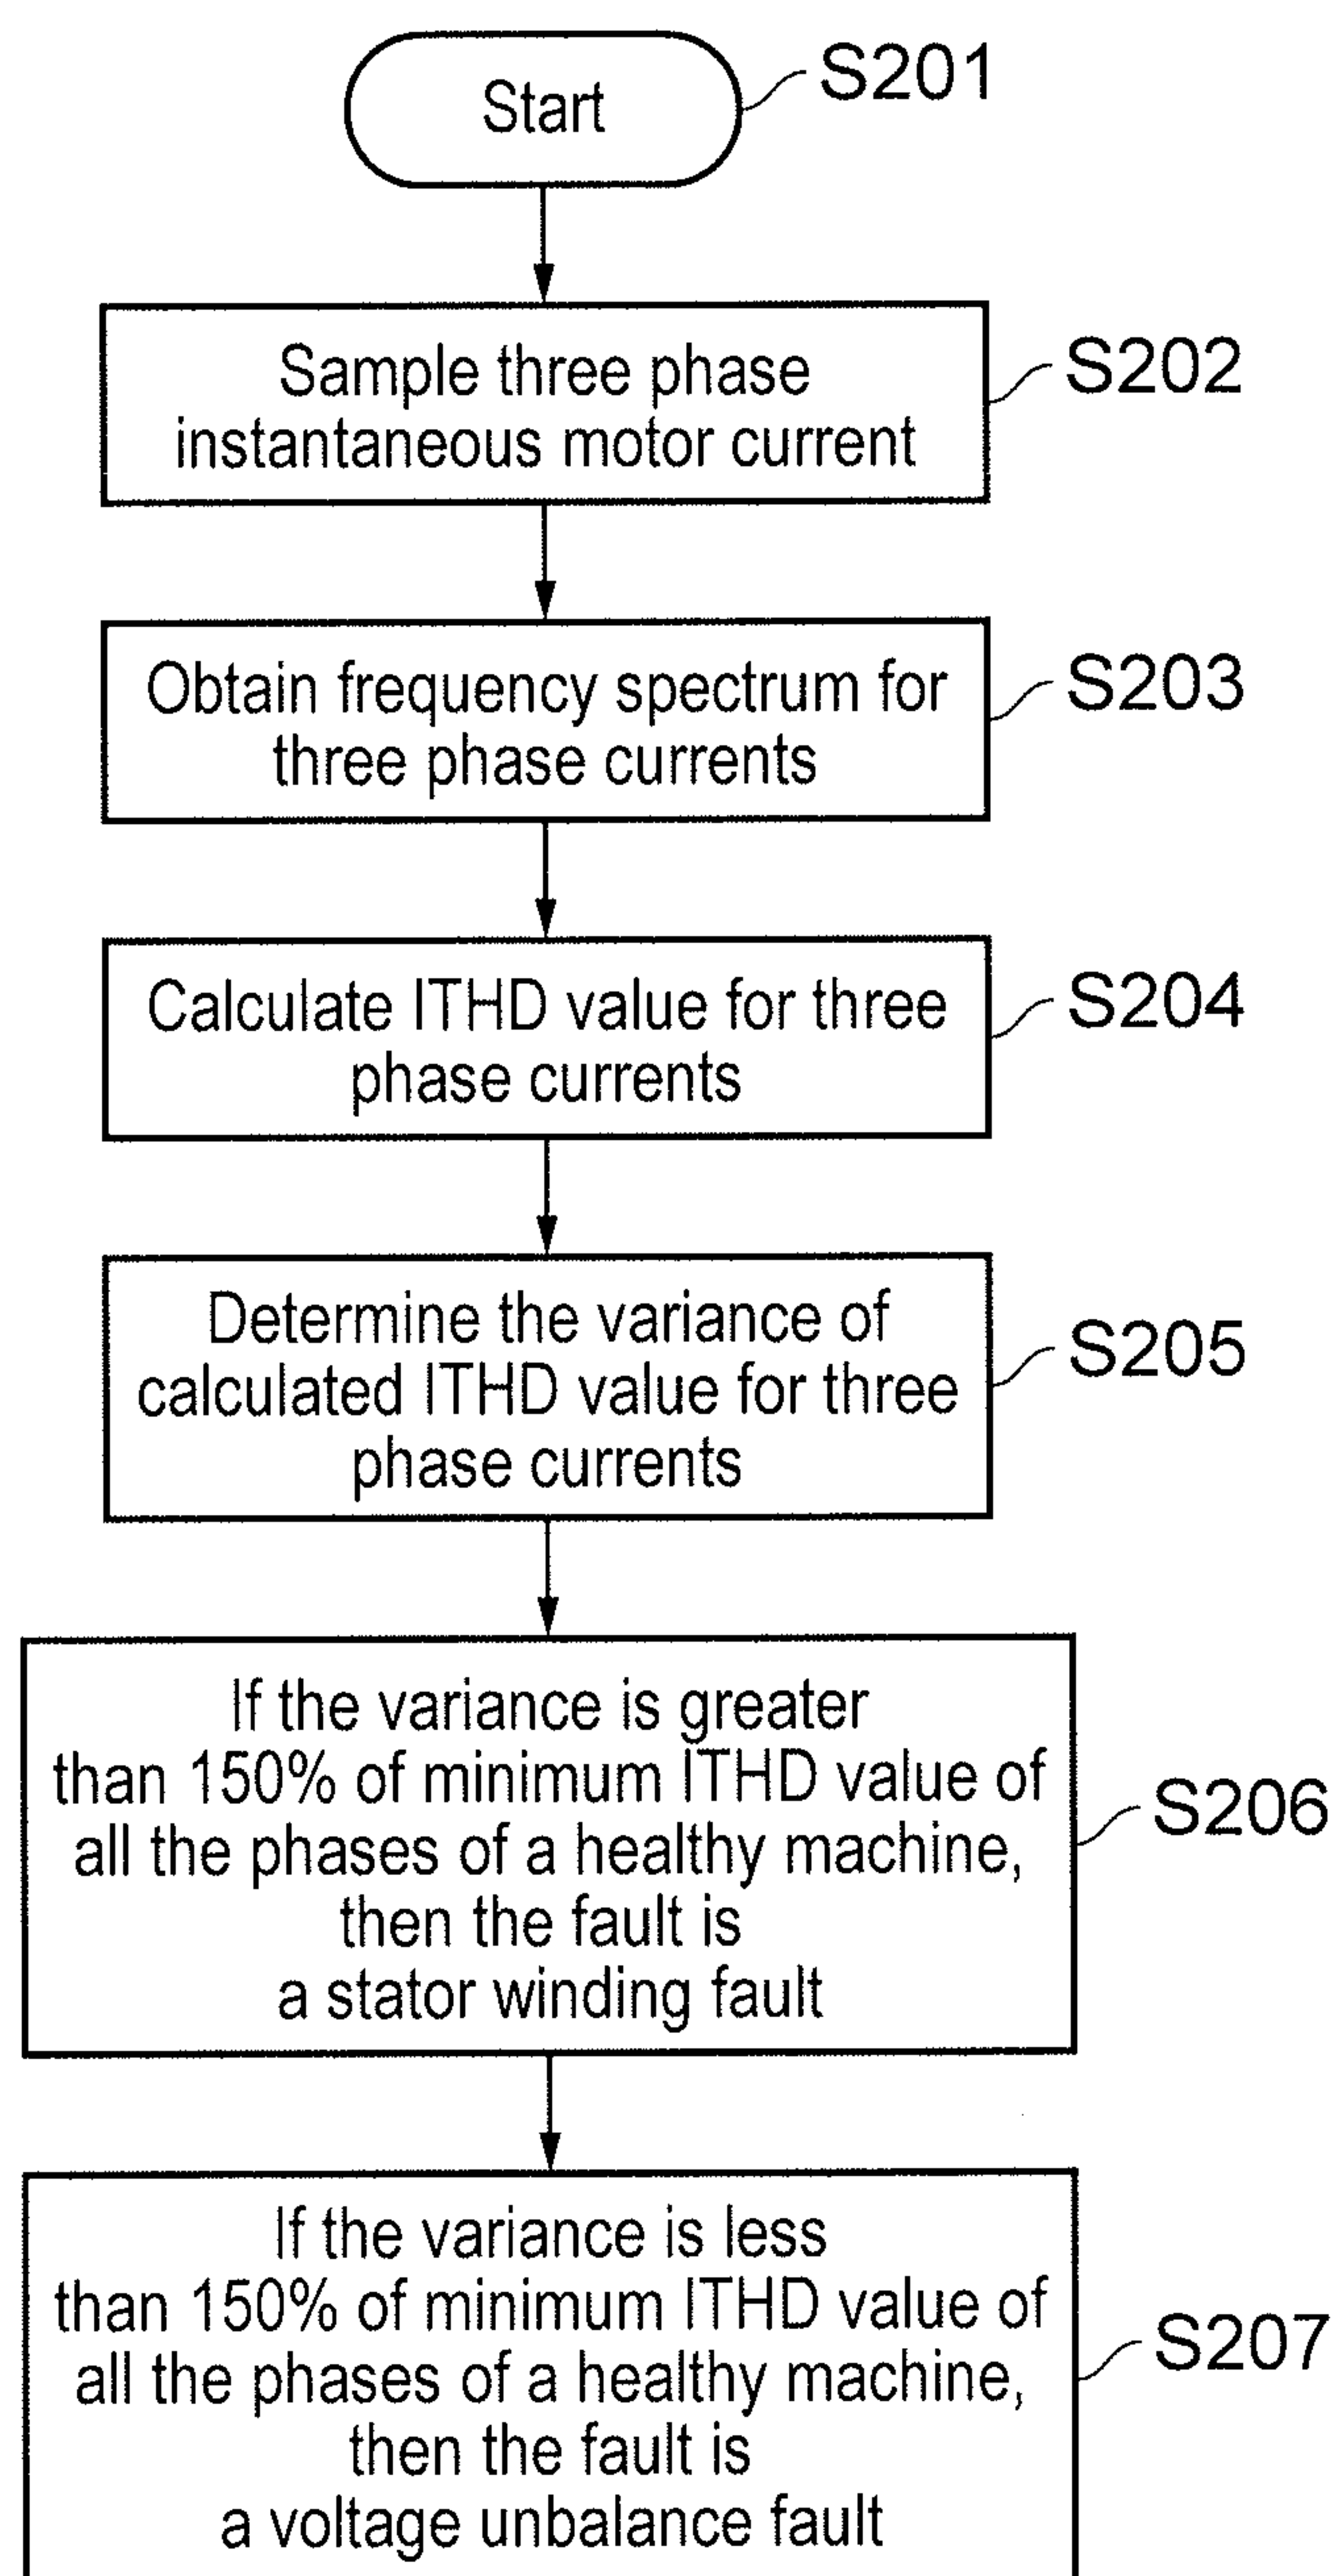 Start
S201
Sample three phase
instantaneous motor current
S202
Obtain frequency spectrum for
three phase currents
S203
Calculate ITHD value for three
phase currents
S204
Determine the variance of
calculated ITHD value for three
phase currents
S205
If the variance is greater
than 150% of minimum ITHD value of
all the phases of a healthy machine,
then the fault is
a stator winding fault
S206
If the variance is less
than 150% of minimum ITHD value of
all the phases of a healthy machine,
then the fault is
a voltage unbalance fault
S207